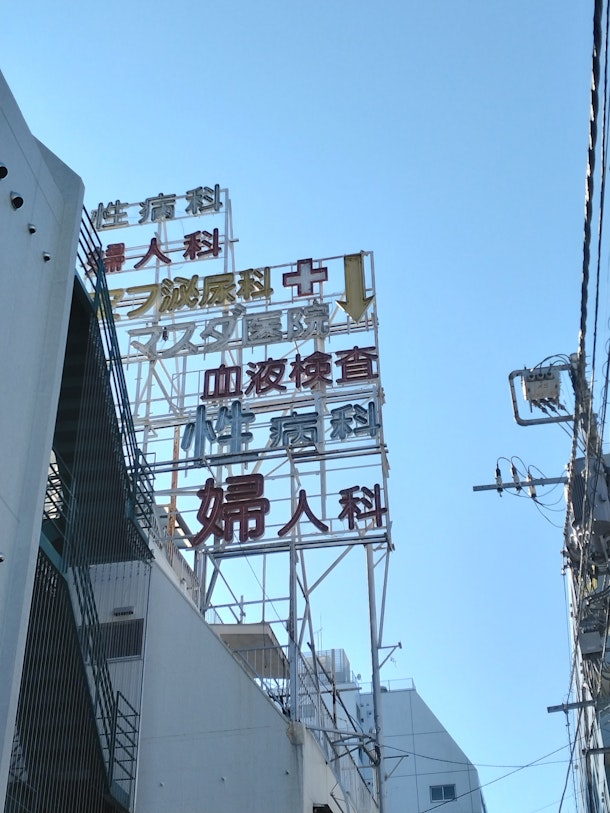 性病科
婦人科
ヒフ泌尿科
マスダ医院
血液検査
性病科
婦人科